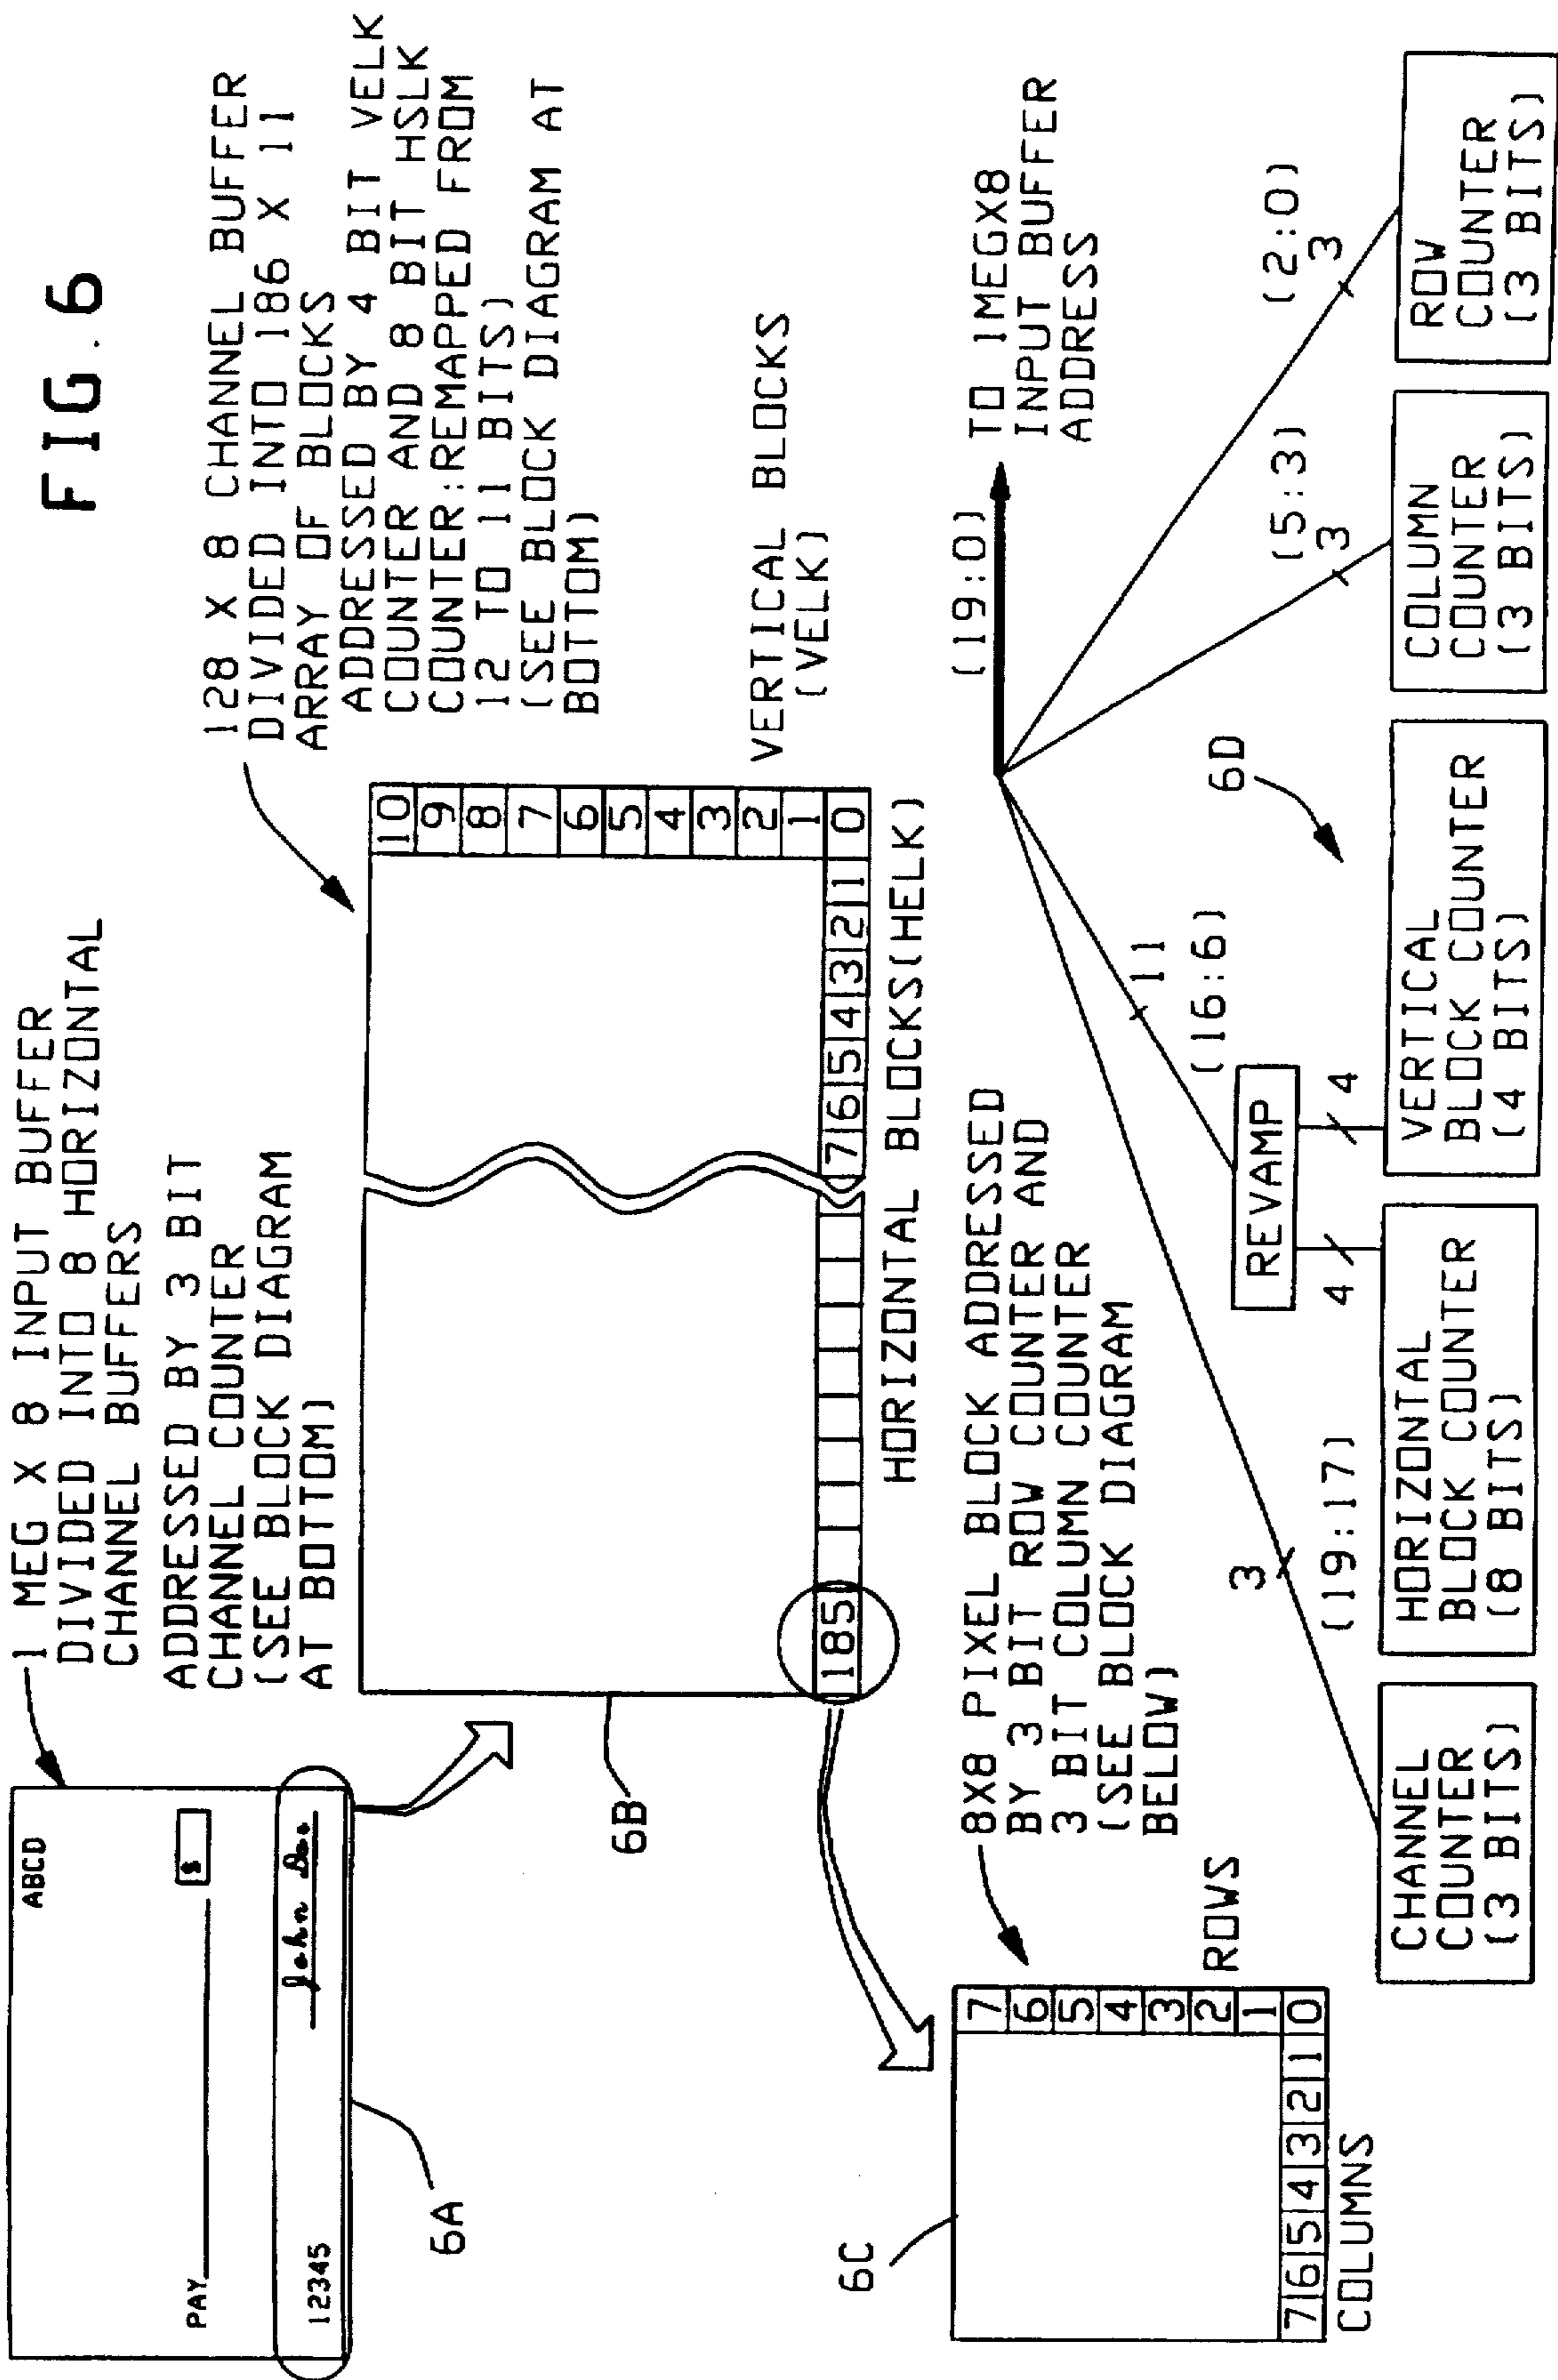 FIG. 6
1 MEG X 8 INPUT BUFFER
DIVIDED INTO 8 HORIZONTAL
CHANNEL BUFFERS
ADDRESSED BY 3 BIT
CHANNEL COUNTER
(SEE BLOCK DIAGRAM
AT BOTTOM)
ABCD
PAY
$
12345
John Doe
6A
128 X 8 CHANNEL BUFFER
DIVIDED INTO 186 X 11
ARRAY OF BLOCKS
ADDRESSED BY 4 BIT VELK
COUNTER AND 8 BIT HSLK
COUNTER:REMAPPED FROM
12 TO 11 BITS)
(SEE BLOCK DIAGRAM AT
BOTTOM)
10
9
8
7
6
5
4
3
2
1
0
185 7 6 5 4 3 2 1
VERTICAL BLOCKS
(VELK)
HORIZONTAL BLOCKS(HELK)
6B
8X8 PIXEL BLOCK ADDRESSED
BY 3 BIT ROW COUNTER AND
3 BIT COLUMN COUNTER
(SEE BLOCK DIAGRAM
BELOW)
6C
7
6
5
4
3
2
1
0
7 6 5 4 3 2 1
ROWS
COLUMNS
(19:0)
TO 1MEGX8
INPUT BUFFER
ADDRESS
3
(19:17)
11
(16:6)
(5:3)
3
(2:0)
3
REVAMP
4
4
6D
CHANNEL
COUNTER
(3 BITS)
HORIZONTAL
BLOCK COUNTER
(8 BITS)
VERTICAL
BLOCK COUNTER
(4 BITS)
COLUMN
COUNTER
(3 BITS)
ROW
COUNTER
(3 BITS)